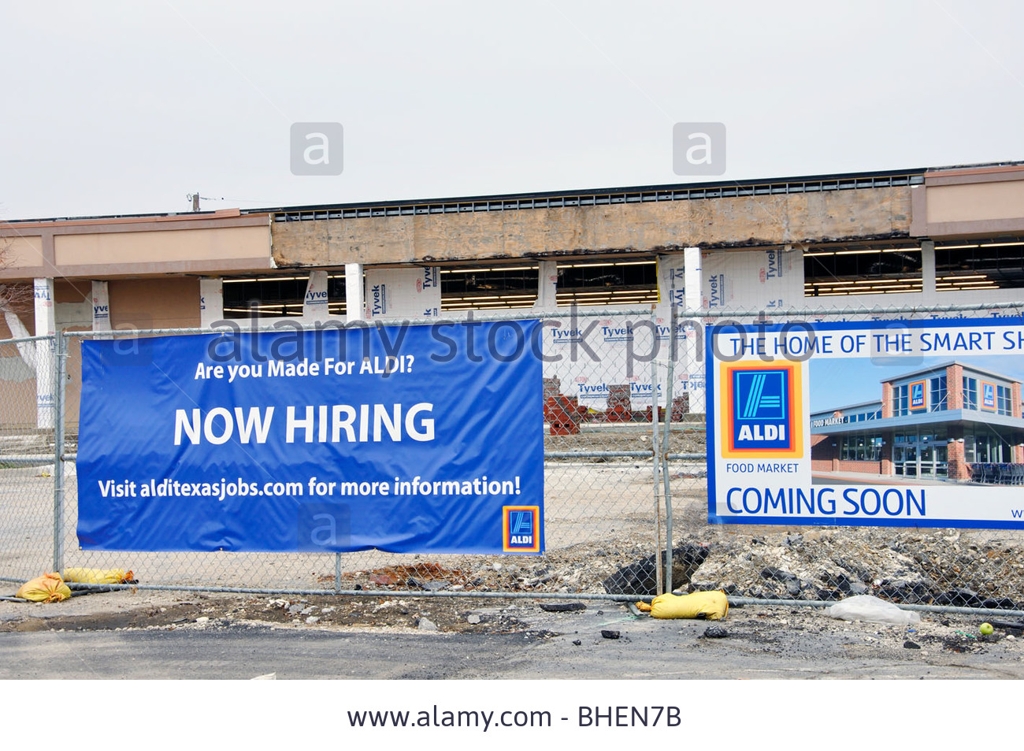 alamy stock photo
Tyvek
Tyvek
Tyvek
Tyvek
Tyvek
Tyvek
Tyvek
Tyvek
Tyvek
Tyvek
Are you Made For ALDI?
NOW HIRING
Visit alditexasjobs.com for more information!
ALDI
THE HOME OF THE SMART SH
ALDI
FOOD MARKET
COMING SOON
FOOD MARKET
www.alamy.com - BHEN7B